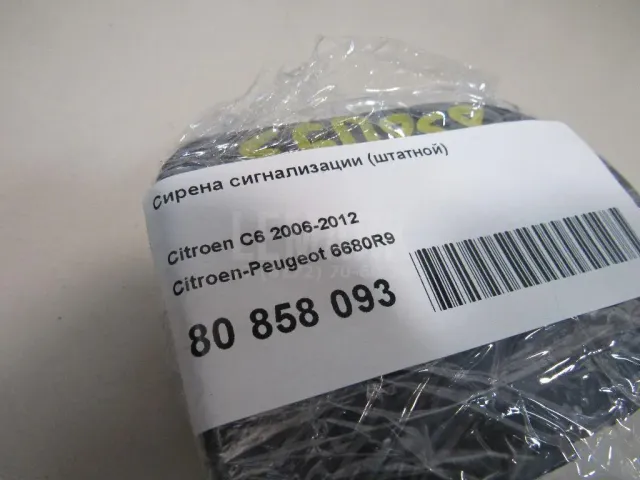 Сирена сигнализации (штатной)
Citroen C6 2006-2012
Citroen-Peugeot 6680R9
80 858 093